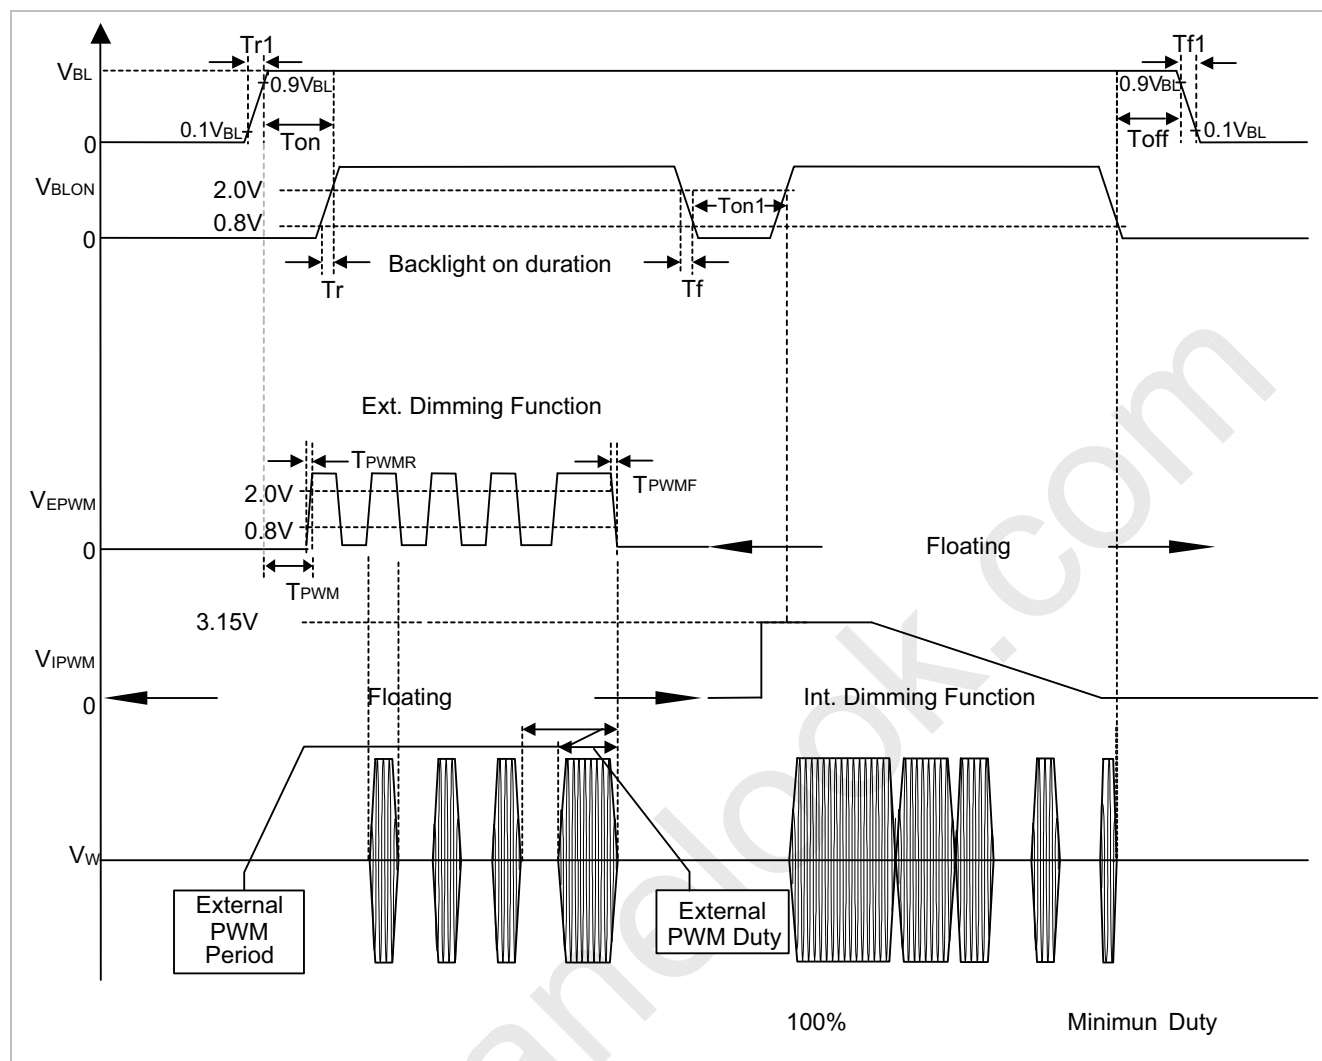 Tr1
Tf1
VBL
0.9VBL
0.9VBL
0.1VBL
Ton
Toff
0.1VBL
0
VBLON
2.0V
Ton1
0.8V
0
Backlight on duration
Tr
Tf
Ext. Dimming Function
TPWMR
TPWMF
VEPWM
2.0V
0.8V
0
Floating
TPWM
3.15V
VIPWM
0
Floating
Int. Dimming Function
VW
External
PWM
Period
External
PWM Duty
100%
Minimun Duty
anelook.com